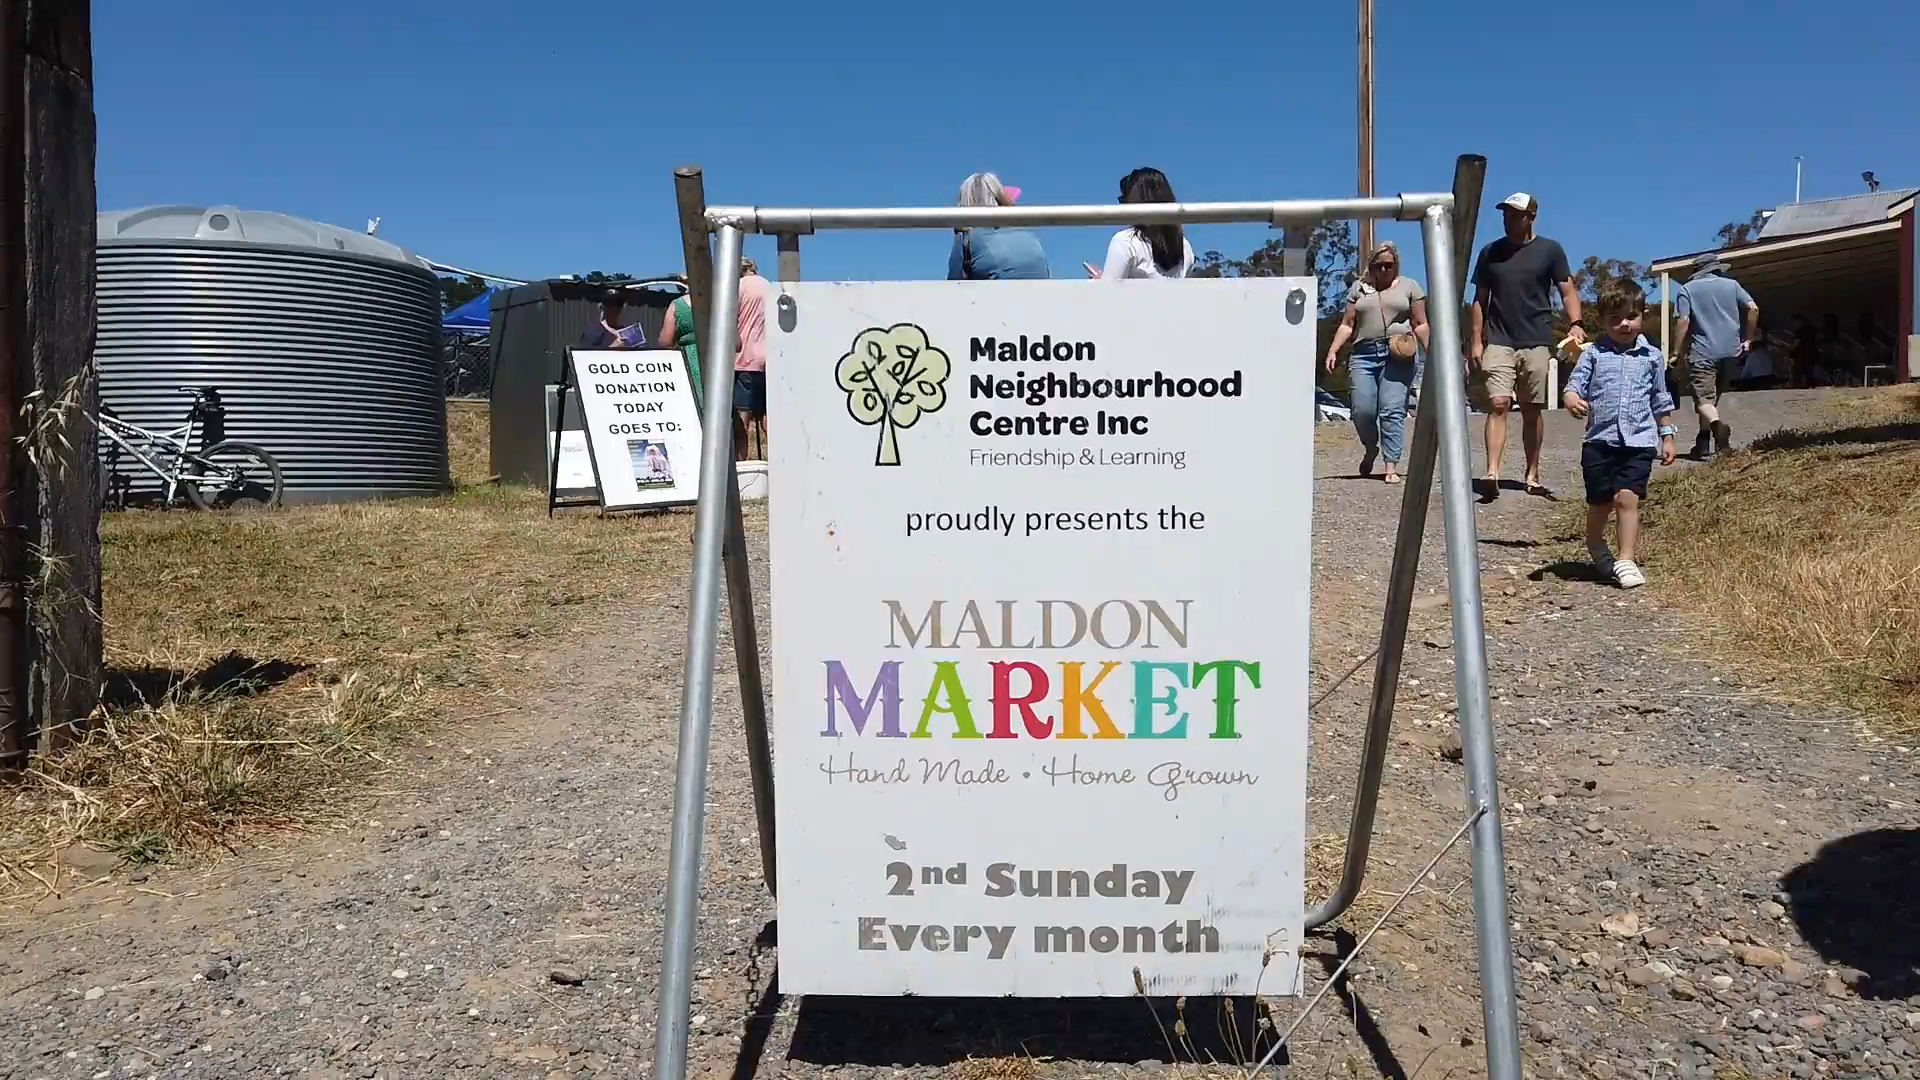 GOLD COIN
DONATION
TODAY
GOES TO:
Maldon
Neighbourhood
Centre Inc
Friendship & Learning
proudly presents the
MALDON
MARKET
Hand Made • Home Grown
2nd Sunday
Every month